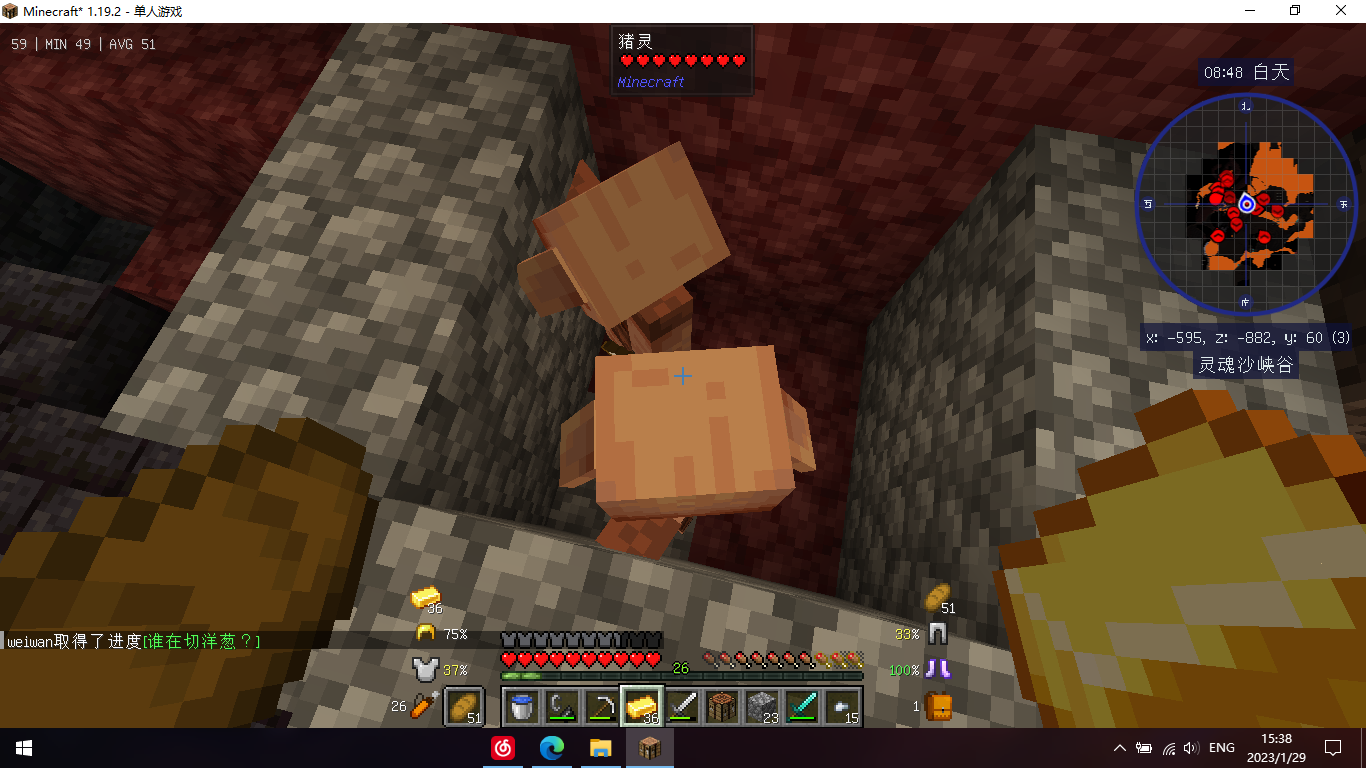 Minecraft* 1.19.2 - 单人游戏
59 | MIN 49 | AVG 51
猪灵
Minecraft
08:48 白天
北
西
东
南
x: -595, z: -882, y: 60 (3)
灵魂沙峡谷
36
75%
37%
26
51
weiwan取得了进度[谁在切洋葱？]
26
51
33%
100%
1
36
23
15
ENG
15:38
2023/1/29